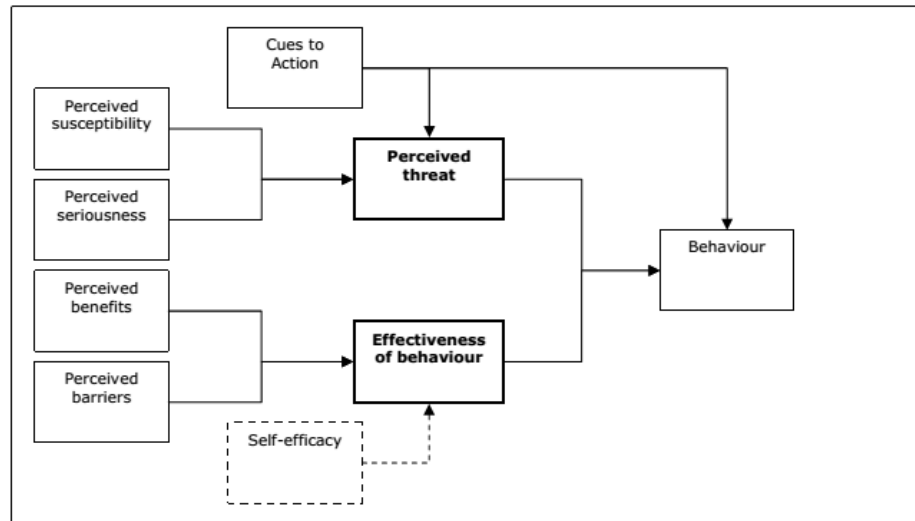 Cues to
Action
Perceived
susceptibility
Perceived
threat
Perceived
seriousness
Behaviour
Perceived
benefits
Effectiveness
of behaviour
Perceived
barriers
Self-efficacy